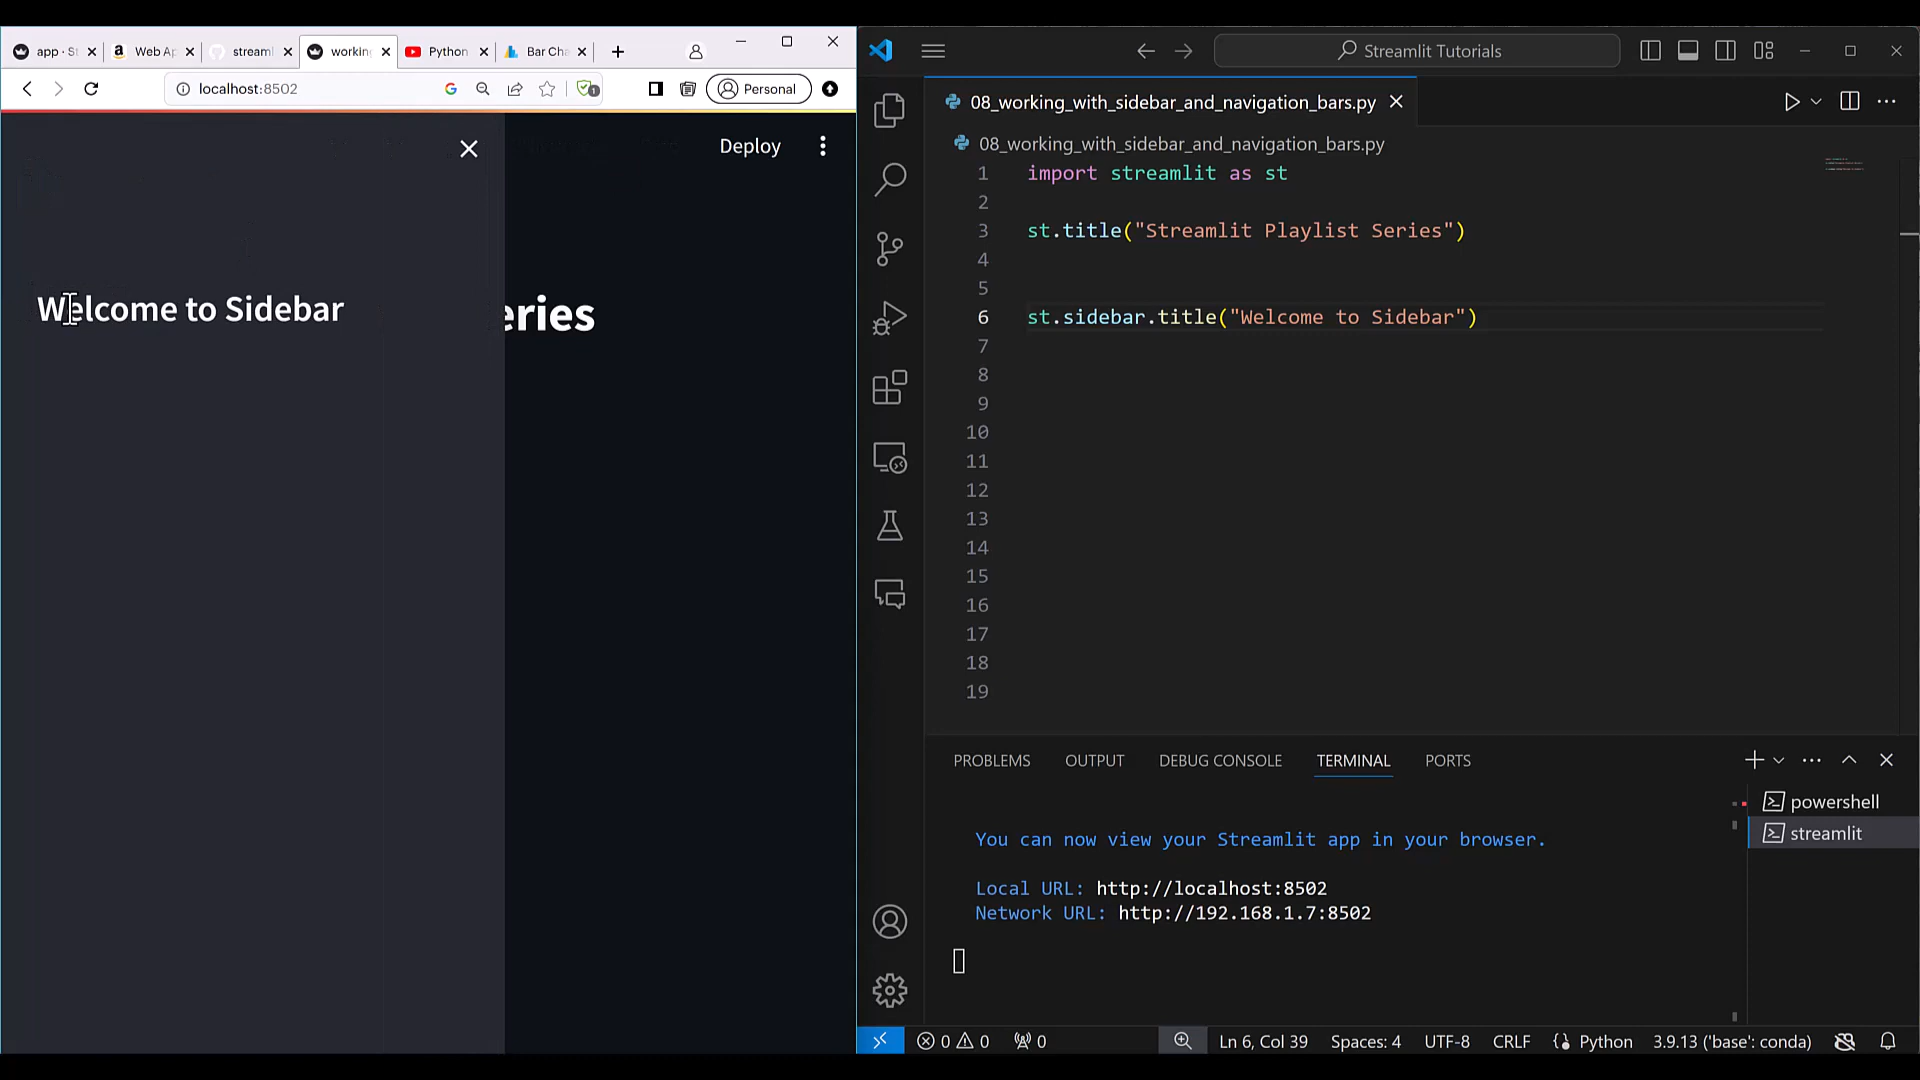 app · St
Web Ap
streaml
working
Python
Bar Cha
localhost:8502
Personal
Deploy
Welcome to Sidebar
eries
Streamlit Tutorials
08_working_with_sidebar_and_navigation_bars.py
08_working_with_sidebar_and_navigation_bars.py
1 import streamlit as st
2
3 st.title("Streamlit Playlist Series")
4
5
6 st.sidebar.title("Welcome to Sidebar")
7
8
9
10
11
12
13
14
15
16
17
18
19
PROBLEMS OUTPUT DEBUG CONSOLE TERMINAL PORTS
powershell
streamlit
You can now view your Streamlit app in your browser.
Local URL: http://localhost:8502
Network URL: http://192.168.1.7:8502
0 0 0 Ln 6, Col 39 Spaces: 4 UTF-8 CRLF Python 3.9.13 ('base': conda)